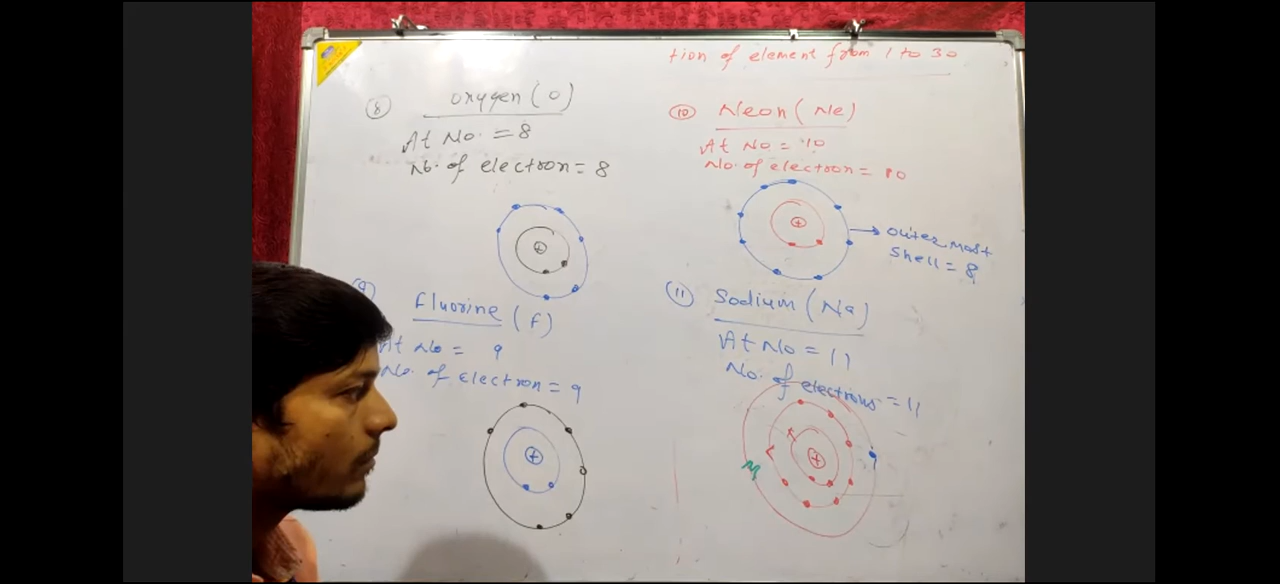 tion of element from 1 to 30
8 Oxygen (O)
At No. = 8
No. of electron = 8
+
9 Fluorine (F)
At No = 9
No. of electron = 9
+
10 Neon (Ne)
At No = 10
No. of electron = 10
+
outer most
shell = 8
11 Sodium (Na)
At No = 11
No. of electrons = 11
K
L
M
+